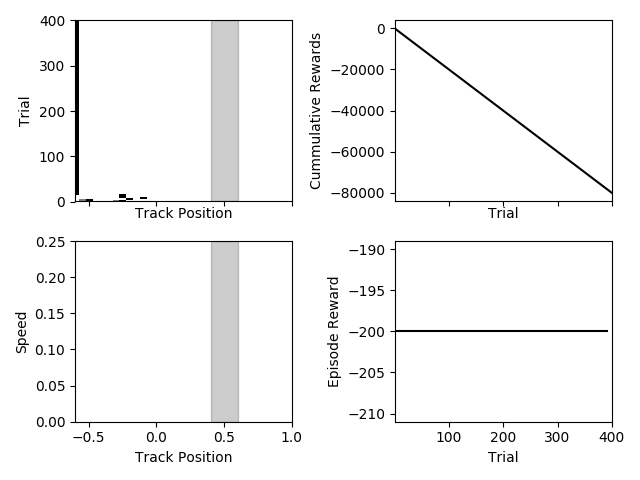 400
300
200
100
0
Trial
Track Position
0
−20000
−40000
−60000
−80000
Cummulative Rewards
Trial
0.25
0.20
0.15
0.10
0.05
0.00
Speed
−0.5 0.0 0.5 1.0
Track Position
−190
−195
−200
−205
−210
Episode Reward
100 200 300 400
Trial